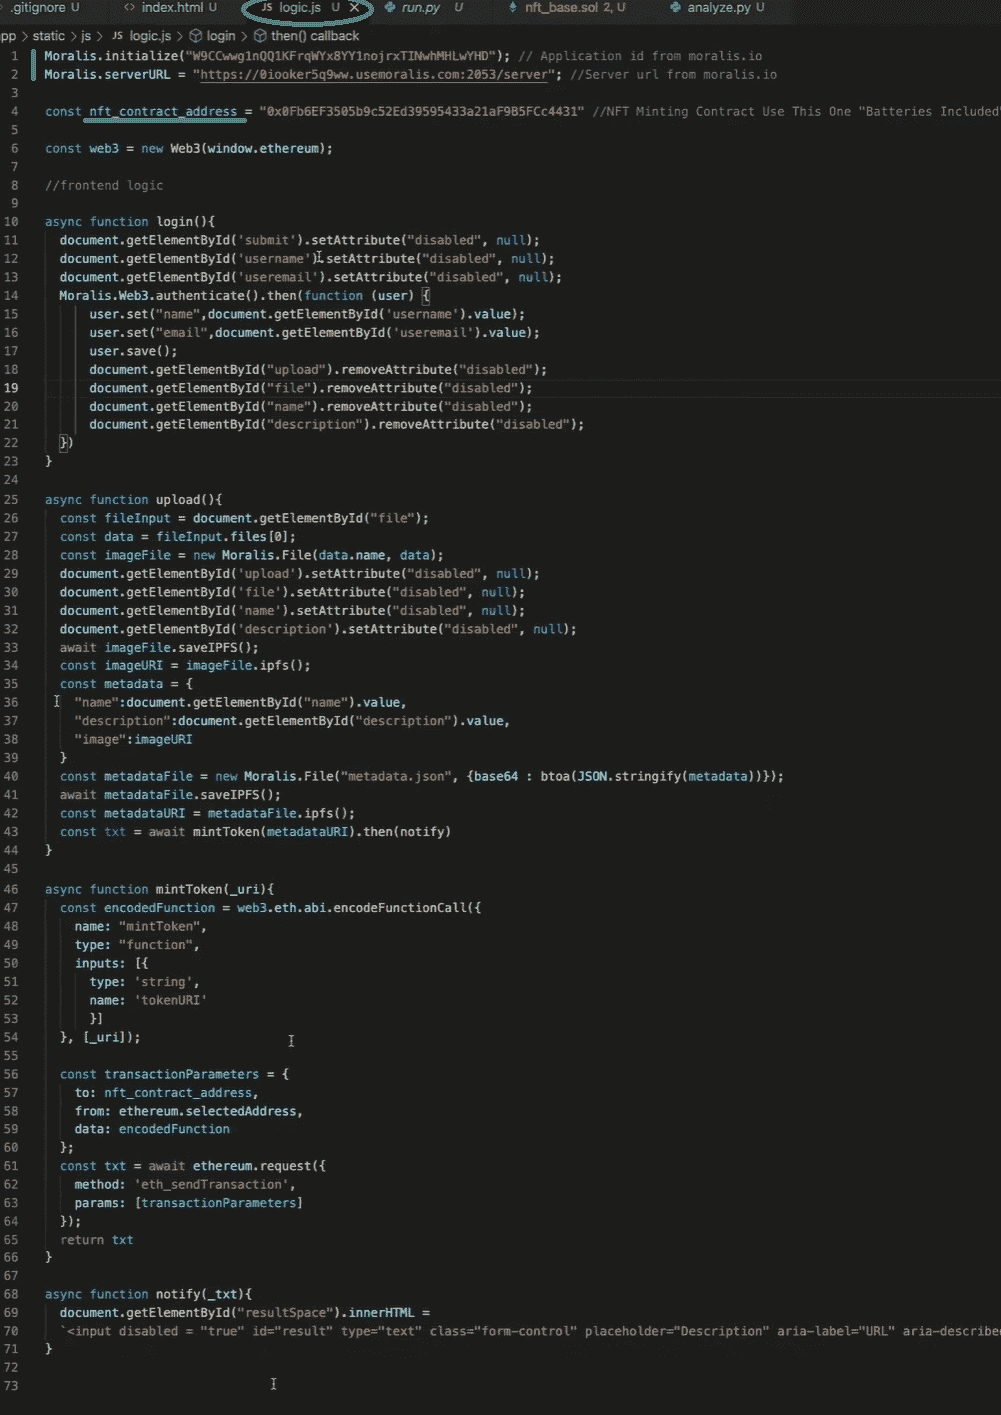 .gitignore U <> index.html U JS logic.js U X run.py U nft_base.sol 2, U analyze.py U
pp > static > js > JS logic.js > login > then() callback
1 Moralis.initialize("W9CCwwg1nQQ1KFrqWYx8YY1nojrxTINwhMHLwYHD"); // Application id from moralis.io
2 Moralis.serverURL = "https://0iooker5q9ww.usemoralis.com:2053/server"; //Server url from moralis.io
3
4 const nft_contract_address = "0x0Fb6EF3505b9c52Ed39595433a21aF9B5FCc4431" //NFT Minting Contract Use This One "Batteries Included"
5
6 const web3 = new Web3(window.ethereum);
7
8 //frontend logic
9
10 async function login(){
11 document.getElementById('submit').setAttribute("disabled", null);
12 document.getElementById('username').setAttribute("disabled", null);
13 document.getElementById('useremail').setAttribute("disabled", null);
14 Moralis.Web3.authenticate().then(function (user) {
15 user.set("name",document.getElementById('username').value);
16 user.set("email",document.getElementById('useremail').value);
17 user.save();
18 document.getElementById("upload").removeAttribute("disabled");
19 document.getElementById("file").removeAttribute("disabled");
20 document.getElementById("name").removeAttribute("disabled");
21 document.getElementById("description").removeAttribute("disabled");
22 })
23 }
24
25 async function upload(){
26 const fileInput = document.getElementById("file");
27 const data = fileInput.files[0];
28 const imageFile = new Moralis.File(data.name, data);
29 document.getElementById('upload').setAttribute("disabled", null);
30 document.getElementById('file').setAttribute("disabled", null);
31 document.getElementById('name').setAttribute("disabled", null);
32 document.getElementById('description').setAttribute("disabled", null);
33 await imageFile.saveIPFS();
34 const imageURI = imageFile.ipfs();
35 const metadata = {
36 "name":document.getElementById("name").value,
37 "description":document.getElementById("description").value,
38 "image":imageURI
39 }
40 const metadataFile = new Moralis.File("metadata.json", {base64 : btoa(JSON.stringify(metadata))});
41 await metadataFile.saveIPFS();
42 const metadataURI = metadataFile.ipfs();
43 const txt = await mintToken(metadataURI).then(notify)
44 }
45
46 async function mintToken(_uri){
47 const encodedFunction = web3.eth.abi.encodeFunctionCall({
48 name: "mintToken",
49 type: "function",
50 inputs: [{
51 type: 'string',
52 name: 'tokenURI'
53 }]
54 }, [_uri]);
55
56 const transactionParameters = {
57 to: nft_contract_address,
58 from: ethereum.selectedAddress,
59 data: encodedFunction
60 };
61 const txt = await ethereum.request({
62 method: 'eth_sendTransaction',
63 params: [transactionParameters]
64 });
65 return txt
66 }
67
68 async function notify(_txt){
69 document.getElementById("resultSpace").innerHTML =
70 `<input disabled = "true" id="result" type="text" class="form-control" placeholder="Description" aria-label="URL" aria-describe
71 }
72
73